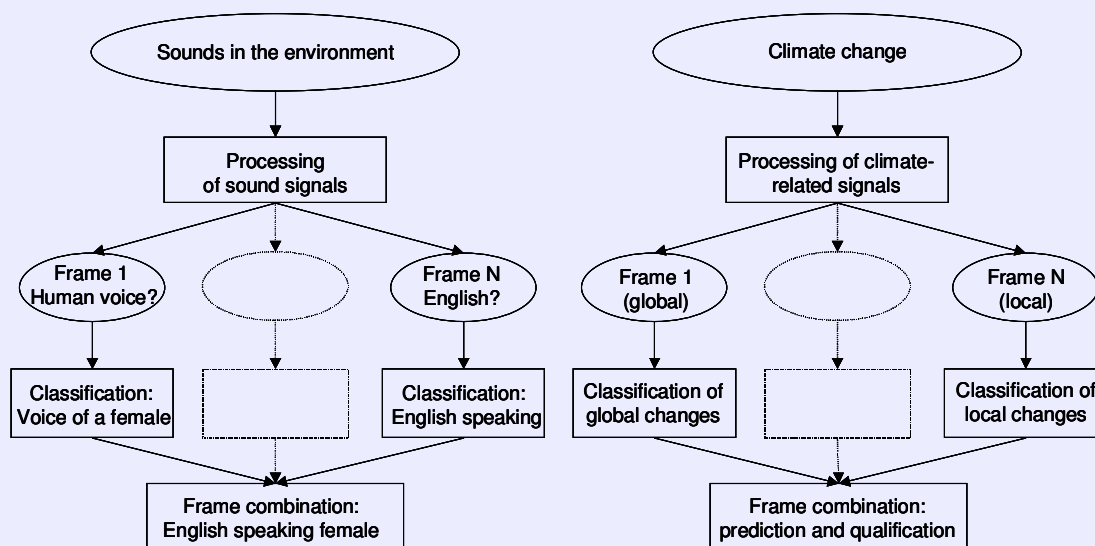 Sounds in the environment
Processing
of sound signals
Frame 1
Human voice?
Frame N
English?
Classification:
Voice of a female
Classification:
English speaking
Frame combination:
English speaking female
Climate change
Processing of climate-
related signals
Frame 1
(global)
Frame N
(local)
Classification of
global changes
Classification of
local changes
Frame combination:
prediction and qualification